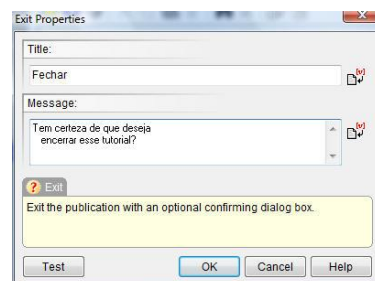 Exit Properties
Title:
Fechar
Message:
Tem certeza de que deseja
encerrar esse tutorial?
? Exit
Exit the publication with an optional confirming dialog box.
Test OK Cancel Help